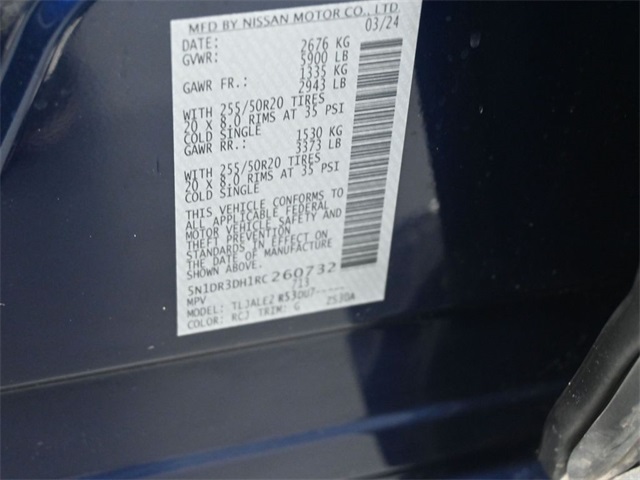 MFD BY NISSAN MOTOR CO., LTD.
03/24
DATE:
GVWR: 2676 KG
5900 LB
GAWR FR.: 1335 KG
2943 LB
WITH 255/50R20 TIRES
20 X 8.0 RIMS AT 35 PSI
COLD SINGLE
GAWR RR.: 1530 KG
3373 LB
WITH 255/50R20 TIRES
20 X 8.0 RIMS AT 35 PSI
COLD SINGLE
THIS VEHICLE CONFORMS TO
ALL APPLICABLE FEDERAL
MOTOR VEHICLE SAFETY AND
THEFT PREVENTION
STANDARDS IN EFFECT ON
THE DATE OF MANUFACTURE
SHOWN ABOVE.
5N1DR3DH1RC260732
MPV 713
MODEL: TLJALC2 R53DU7-----
COLOR: RCJ TRIM: G Z530A